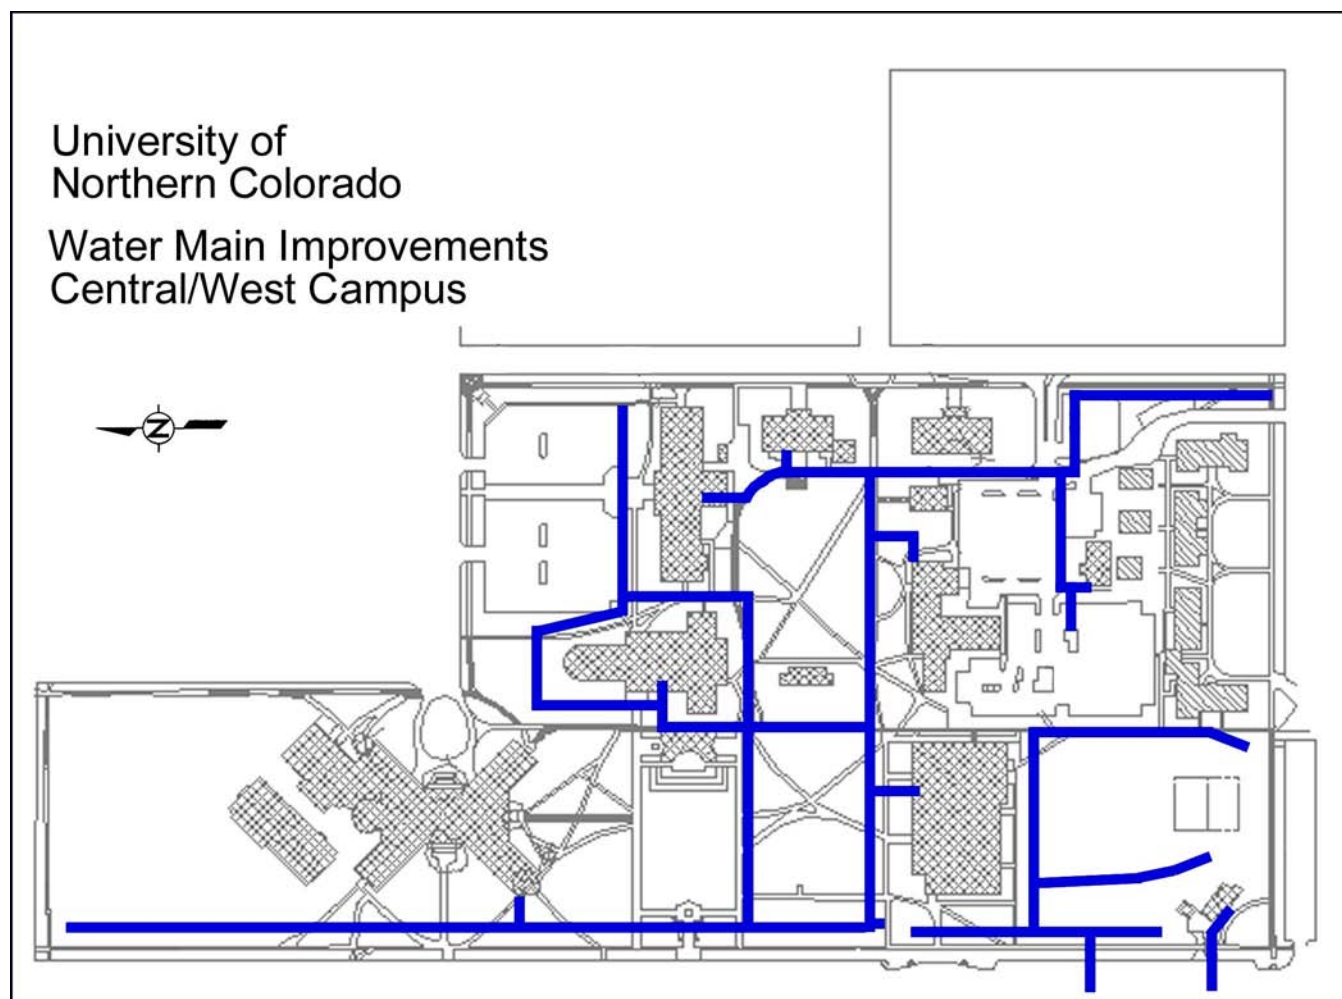 University of
Northern Colorado
Water Main Improvements
Central/West Campus
N